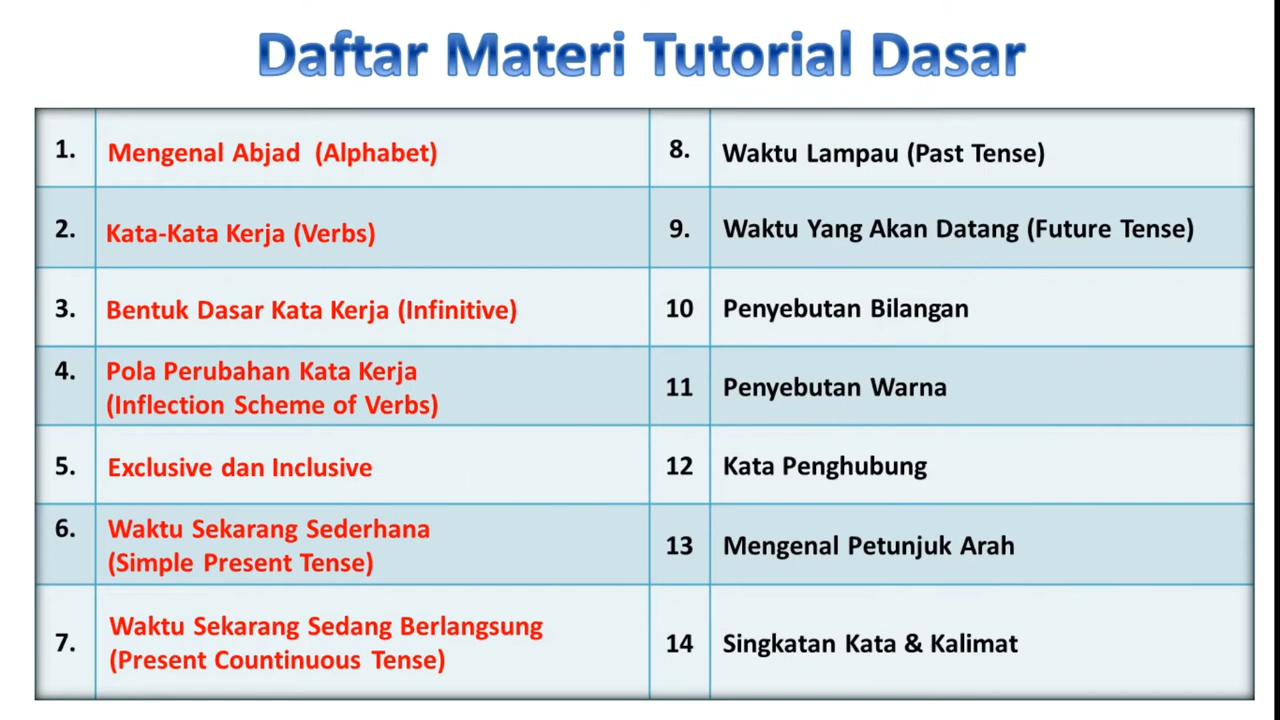 Daftar Materi Tutorial Dasar
1. Mengenal Abjad (Alphabet)
2. Kata-Kata Kerja (Verbs)
3. Bentuk Dasar Kata Kerja (Infinitive)
4. Pola Perubahan Kata Kerja
(Inflection Scheme of Verbs)
5. Exclusive dan Inclusive
6. Waktu Sekarang Sederhana
(Simple Present Tense)
7. Waktu Sekarang Sedang Berlangsung
(Present Countinuous Tense)
8. Waktu Lampau (Past Tense)
9. Waktu Yang Akan Datang (Future Tense)
10 Penyebutan Bilangan
11 Penyebutan Warna
12 Kata Penghubung
13 Mengenal Petunjuk Arah
14 Singkatan Kata & Kalimat